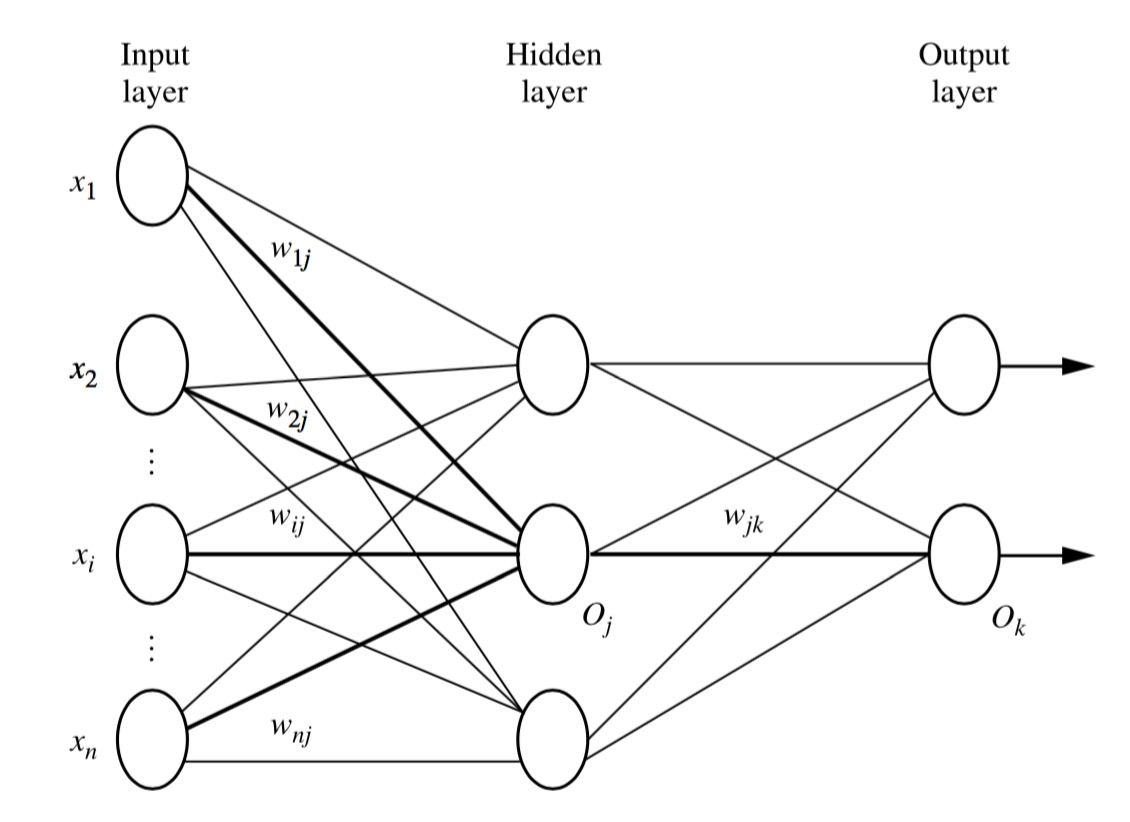 Input
layer
Hidden
layer
Output
layer
x1
w1j
x2
w2j
⋮
wij
wjk
xi
Oj
Ok
⋮
wnj
xn